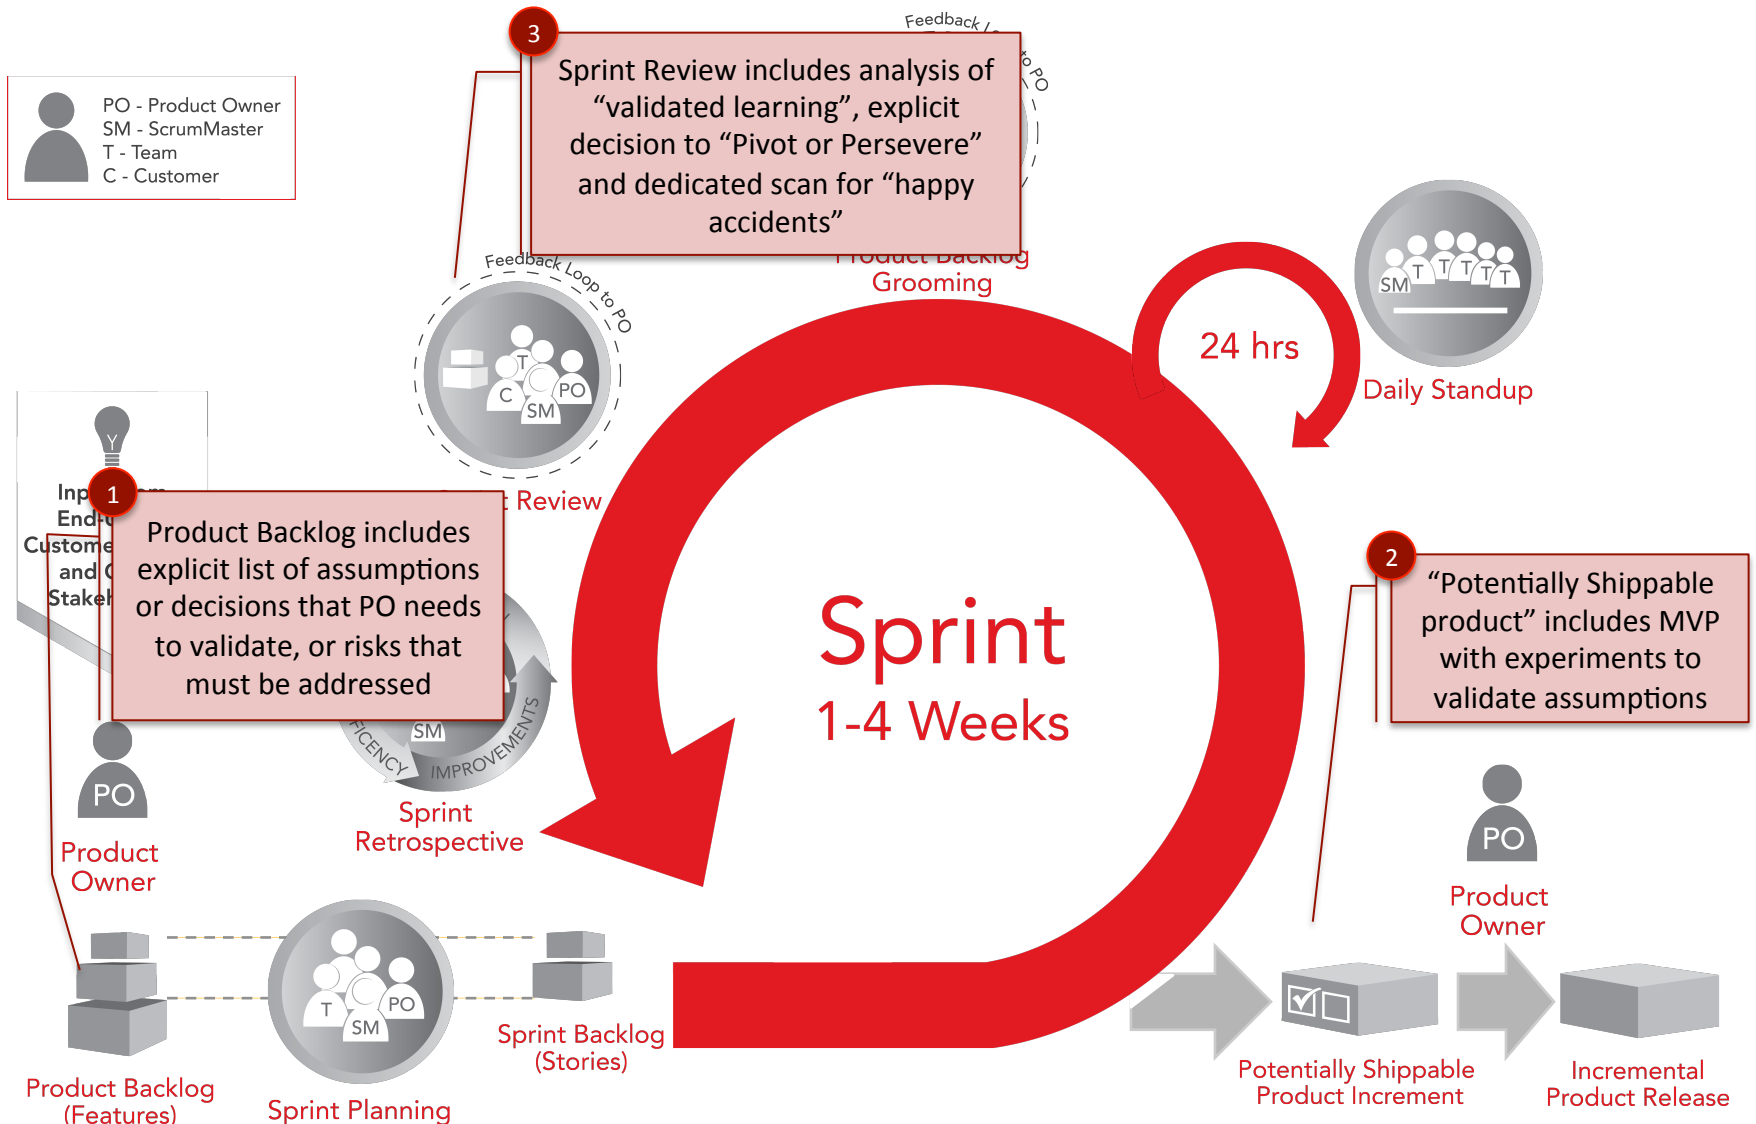 PO - Product Owner
SM - ScrumMaster
T - Team
C - Customer
3
Sprint Review includes analysis of
“validated learning”, explicit
decision to “Pivot or Persevere”
and dedicated scan for “happy
accidents”
Feedback
to PO
Product Backlog
Grooming
Feedback Loop to PO
T
C
SM
PO
Review
24 hrs
SM
T
T
T
T
T
Daily Standup
Y
1
Product Backlog includes
explicit list of assumptions
or decisions that PO needs
to validate, or risks that
must be addressed
and
2
“Potentially Shippable
product” includes MVP
with experiments to
validate assumptions
Sprint
1-4 Weeks
SM
IMPROVEMENTS
Sprint
Retrospective
PO
Product
Owner
PO
Product
Owner
T
SM
PO
Product Backlog
(Features)
Sprint Planning
Sprint Backlog
(Stories)
Potentially Shippable
Product Increment
Incremental
Product Release